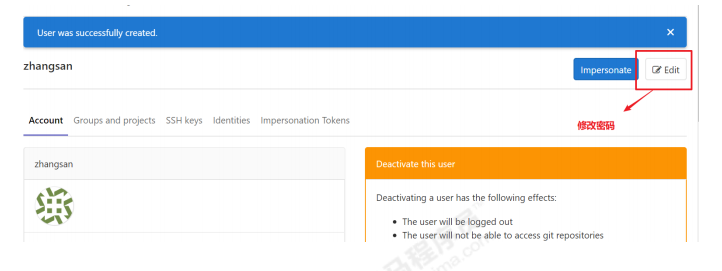 User was successfully created.
zhangsan
Impersonate
Edit
修改密码
Account Groups and projects SSH keys Identities Impersonation Tokens
zhangsan
Deactivate this user
Deactivating a user has the following effects:
The user will be logged out
The user will not be able to access git repositories